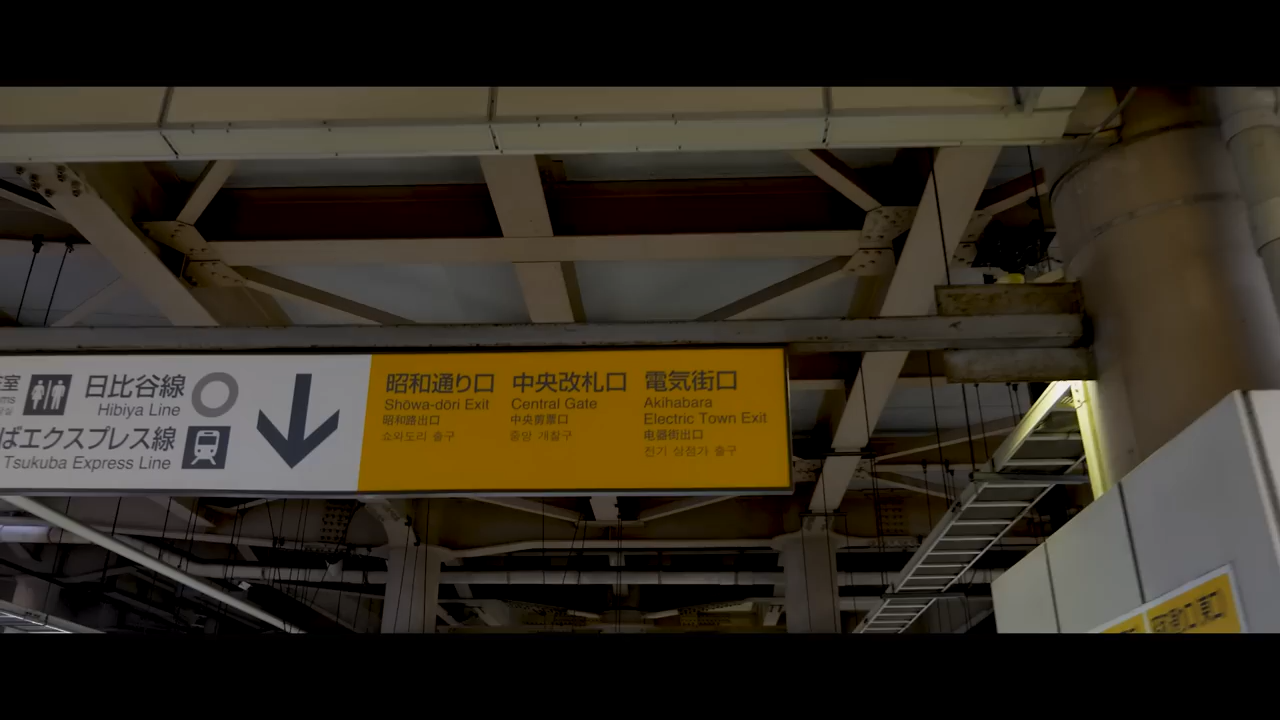 室
日比谷線
Hibiya Line
ばエクスプレス線
Tsukuba Express Line
昭和通り口
Shōwa-dōri Exit
昭和路出口
쇼와도리 출구
中央改札口
Central Gate
中央剪票口
중앙 개찰구
電気街口
Akihabara
Electric Town Exit
电器街出口
전기 상점가 출구